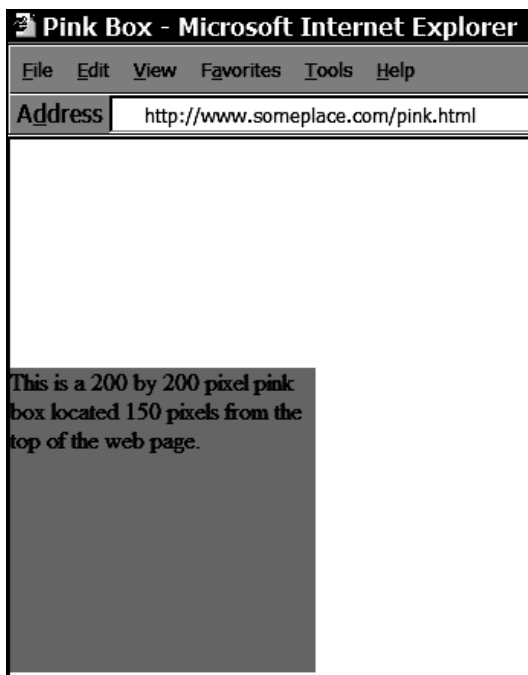 Pink Box - Microsoft Internet Explorer
File Edit View Favorites Tools Help
Address http://www.someplace.com/pink.html
This is a 200 by 200 pixel pink
box located 150 pixels from the
top of the web page.